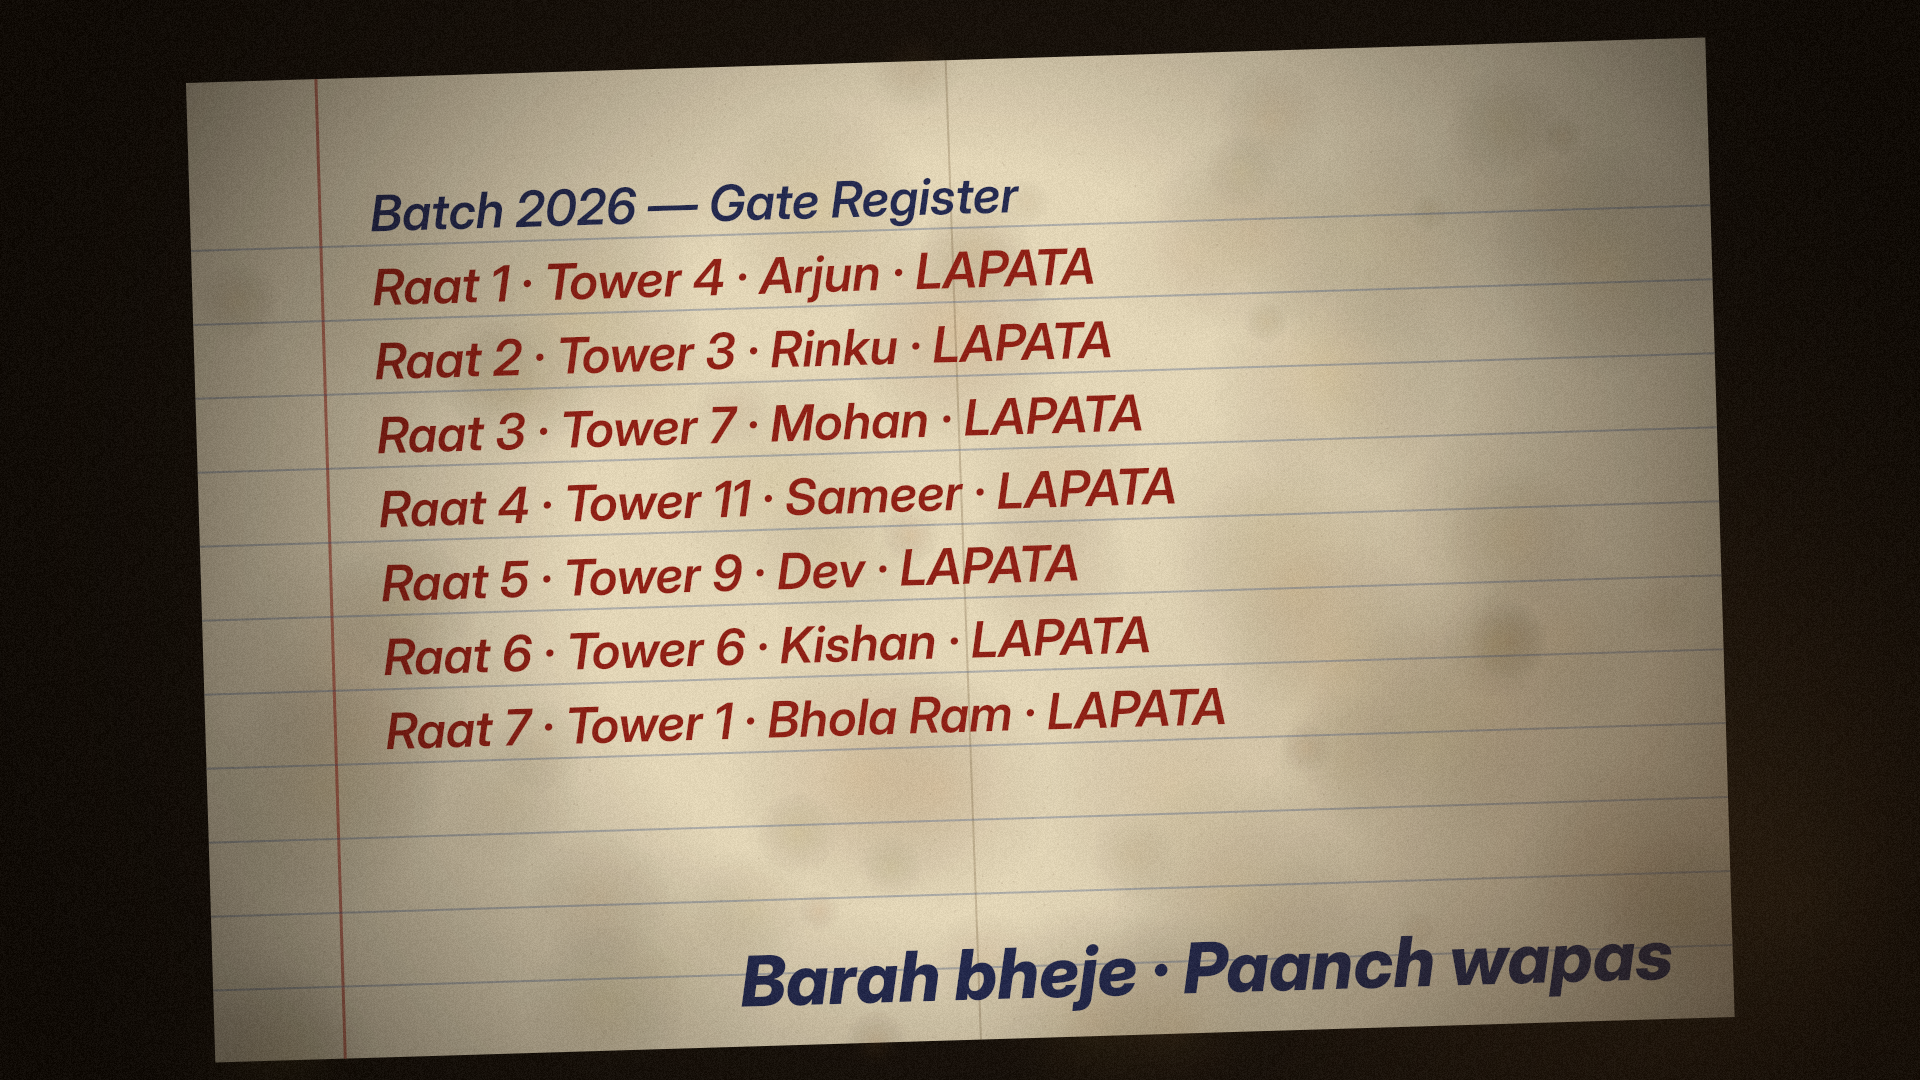 Batch 2026 — Gate Register
Raat 1 · Tower 4 · Arjun · LAPATA
Raat 2 · Tower 3 · Rinku · LAPATA
Raat 3 · Tower 7 · Mohan · LAPATA
Raat 4 · Tower 11 · Sameer · LAPATA
Raat 5 · Tower 9 · Dev · LAPATA
Raat 6 · Tower 6 · Kishan · LAPATA
Raat 7 · Tower 1 · Bhola Ram · LAPATA
Barah bheje · Paanch wapas